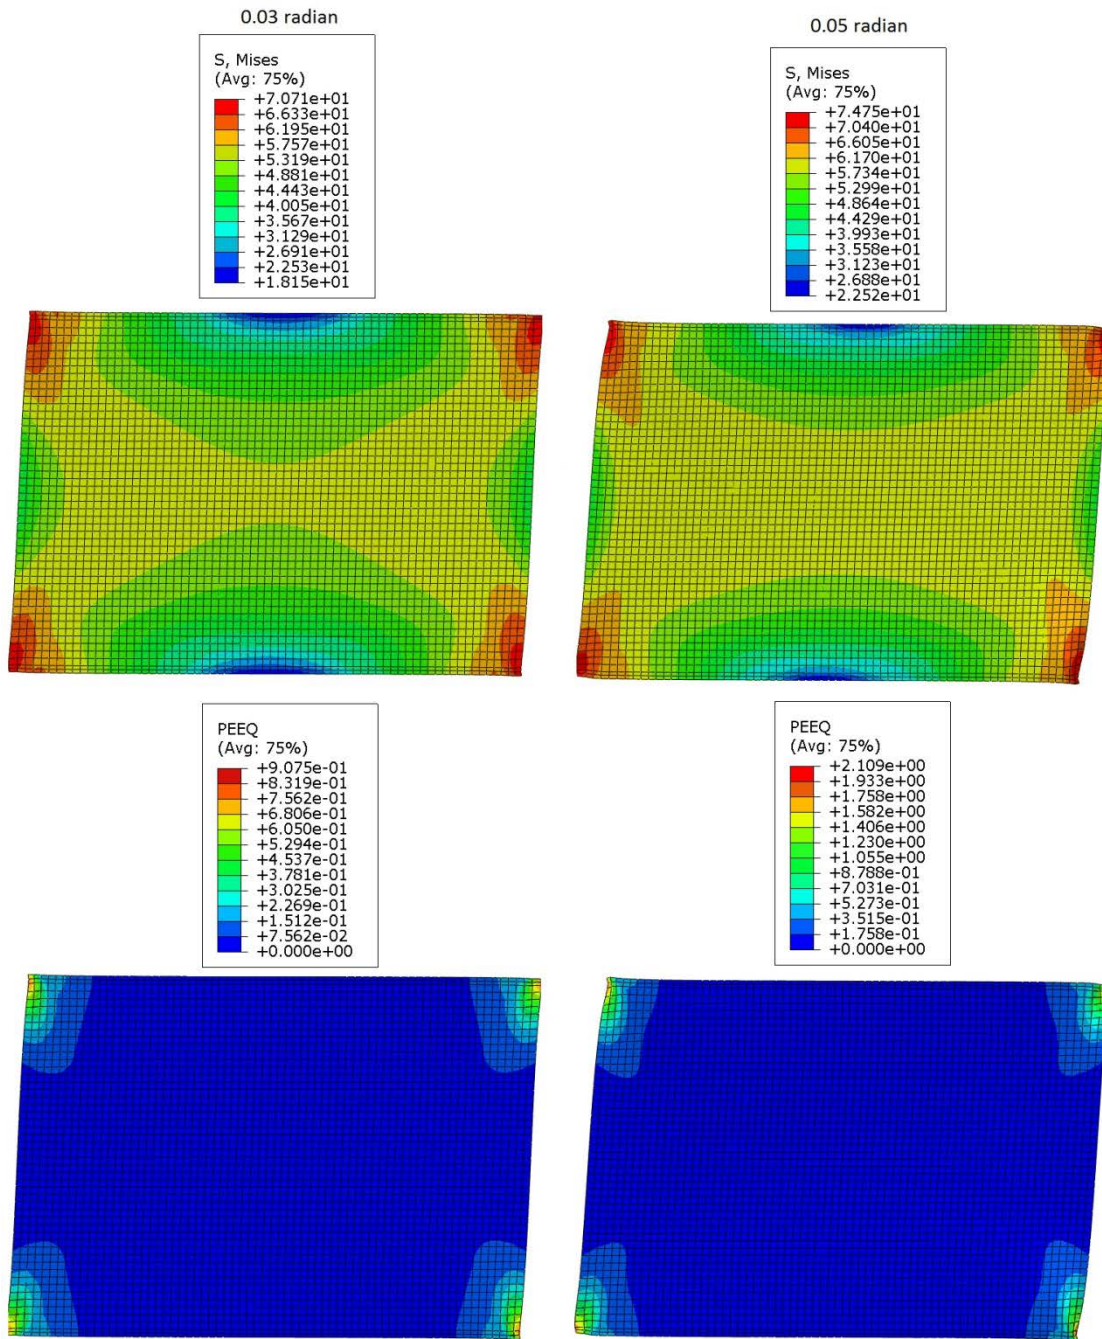 0.03 radian
S, Mises
(Avg: 75%)
+7.071e+01
+6.633e+01
+6.195e+01
+5.757e+01
+5.319e+01
+4.881e+01
+4.443e+01
+4.005e+01
+3.567e+01
+3.129e+01
+2.691e+01
+2.253e+01
+1.815e+01
0.05 radian
S, Mises
(Avg: 75%)
+7.475e+01
+7.040e+01
+6.605e+01
+6.170e+01
+5.734e+01
+5.299e+01
+4.864e+01
+4.429e+01
+3.993e+01
+3.558e+01
+3.123e+01
+2.688e+01
+2.252e+01
PEEQ
(Avg: 75%)
+9.075e-01
+8.319e-01
+7.562e-01
+6.806e-01
+6.050e-01
+5.294e-01
+4.537e-01
+3.781e-01
+3.025e-01
+2.269e-01
+1.512e-01
+7.562e-02
+0.000e+00
PEEQ
(Avg: 75%)
+2.109e+00
+1.933e+00
+1.758e+00
+1.582e+00
+1.406e+00
+1.230e+00
+1.055e+00
+8.788e-01
+7.031e-01
+5.273e-01
+3.515e-01
+1.758e-01
+0.000e+00